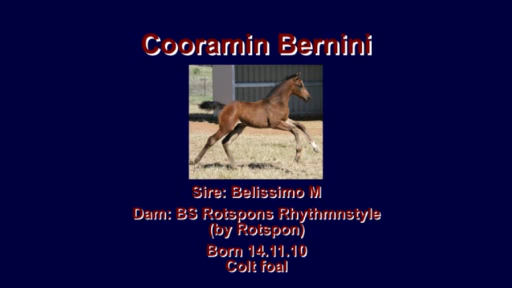 Cooramin Bernini
Sire: Belissimo M
Dam: BS Rotspons Rhythmnstyle
(by Rotspon)
Born 14.11.10
Colt foal